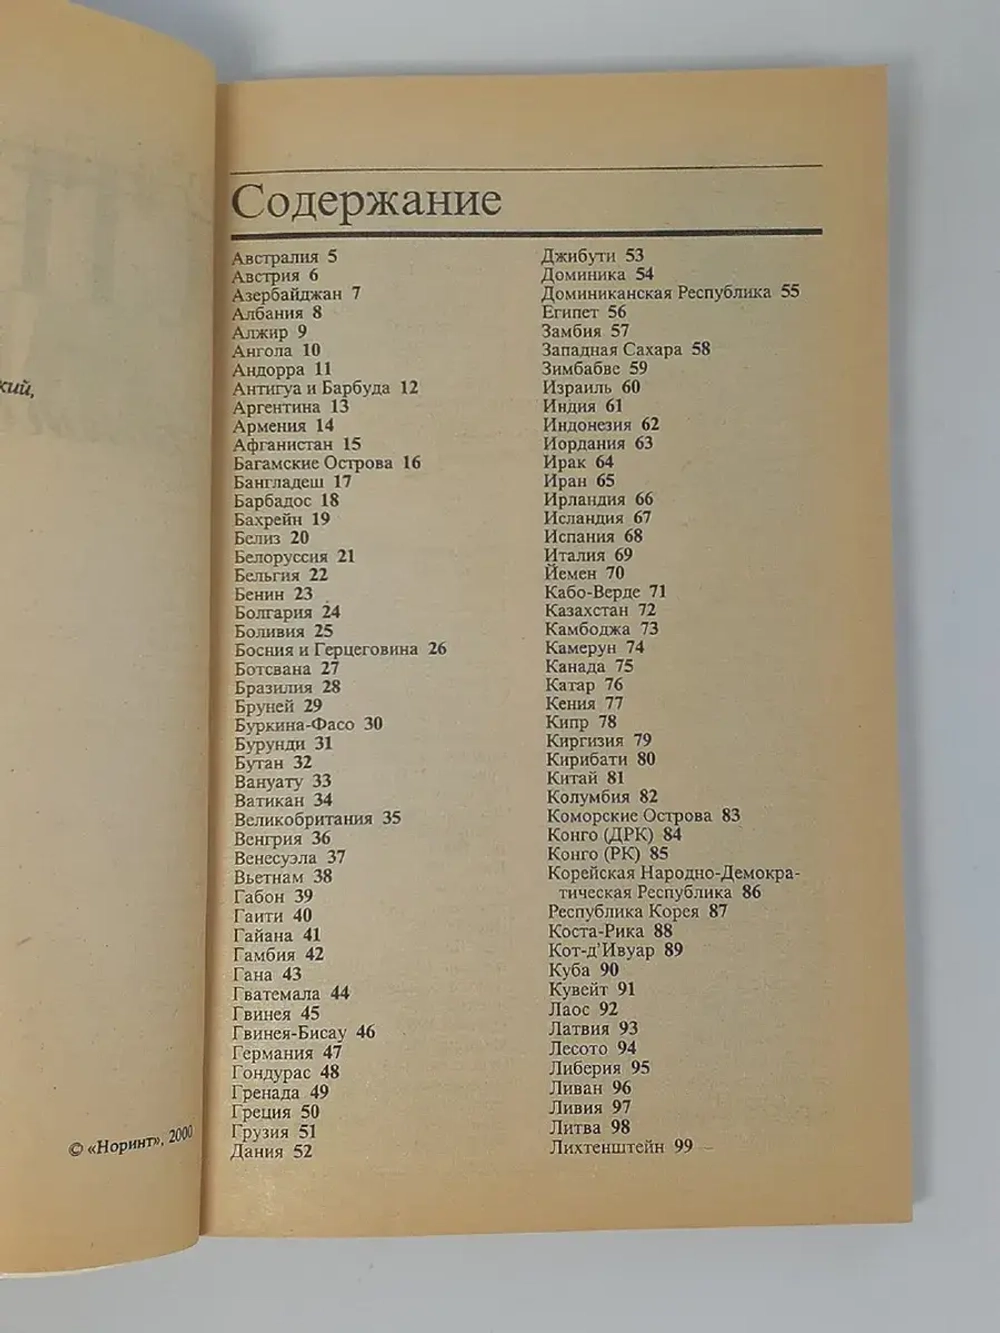 кий,
© «Норинт», 2000
Содержание
Австралия 5
Австрия 6
Азербайджан 7
Албания 8
Алжир 9
Ангола 10
Андорра 11
Антигуа и Барбуда 12
Аргентина 13
Армения 14
Афганистан 15
Багамские Острова 16
Бангладеш 17
Барбадос 18
Бахрейн 19
Белиз 20
Белоруссия 21
Бельгия 22
Бенин 23
Болгария 24
Боливия 25
Босния и Герцеговина 26
Ботсвана 27
Бразилия 28
Бруней 29
Буркина-Фасо 30
Бурунди 31
Бутан 32
Вануату 33
Ватикан 34
Великобритания 35
Венгрия 36
Венесуэла 37
Вьетнам 38
Габон 39
Гаити 40
Гайана 41
Гамбия 42
Гана 43
Гватемала 44
Гвинея 45
Гвинея-Бисау 46
Германия 47
Гондурас 48
Гренада 49
Греция 50
Грузия 51
Дания 52
Джибути 53
Доминика 54
Доминиканская Республика 55
Египет 56
Замбия 57
Западная Сахара 58
Зимбабве 59
Израиль 60
Индия 61
Индонезия 62
Иордания 63
Ирак 64
Иран 65
Ирландия 66
Исландия 67
Испания 68
Италия 69
Йемен 70
Кабо-Верде 71
Казахстан 72
Камбоджа 73
Камерун 74
Канада 75
Катар 76
Кения 77
Кипр 78
Киргизия 79
Кирибати 80
Китай 81
Колумбия 82
Коморские Острова 83
Конго (ДРК) 84
Конго (РК) 85
Корейская Народно-Демокра-
тическая Республика 86
Республика Корея 87
Коста-Рика 88
Кот-д’Ивуар 89
Куба 90
Кувейт 91
Лаос 92
Латвия 93
Лесото 94
Либерия 95
Ливан 96
Ливия 97
Литва 98
Лихтенштейн 99